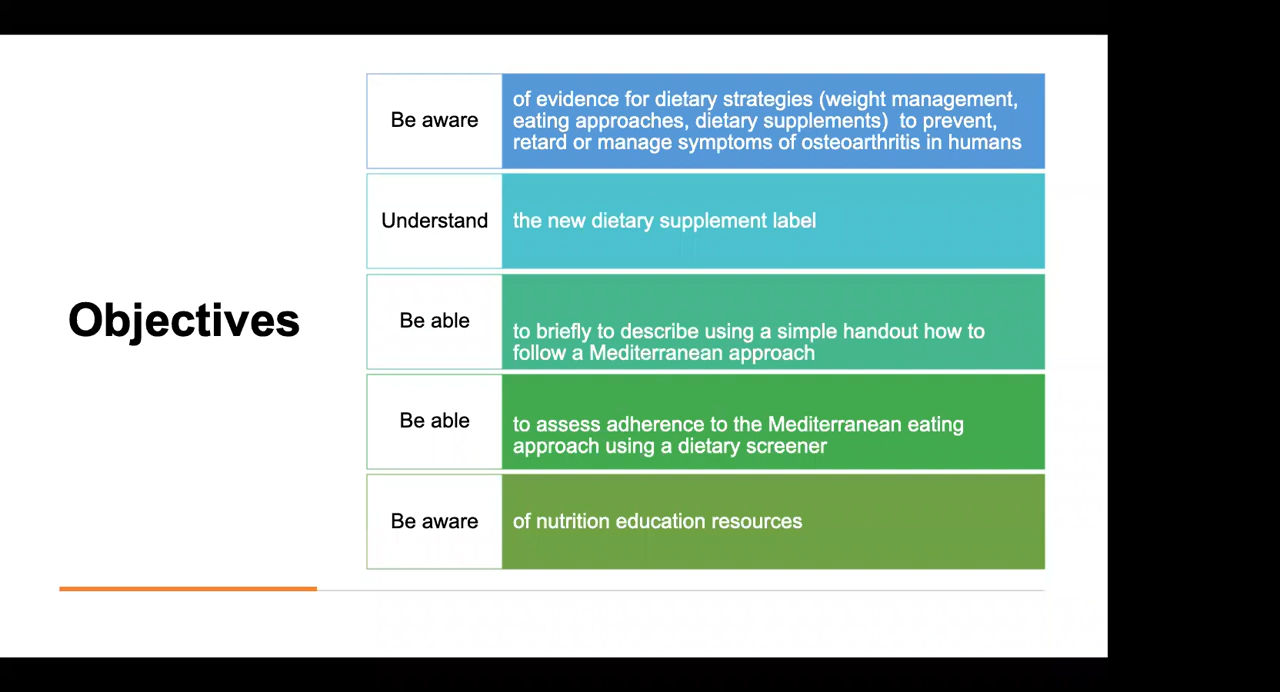 Objectives
Be aware
of evidence for dietary strategies (weight management,
eating approaches, dietary supplements)  to prevent,
retard or manage symptoms of osteoarthritis in humans
Understand
the new dietary supplement label
Be able
to briefly to describe using a simple handout how to
follow a Mediterranean approach
Be able
to assess adherence to the Mediterranean eating
approach using a dietary screener
Be aware
of nutrition education resources